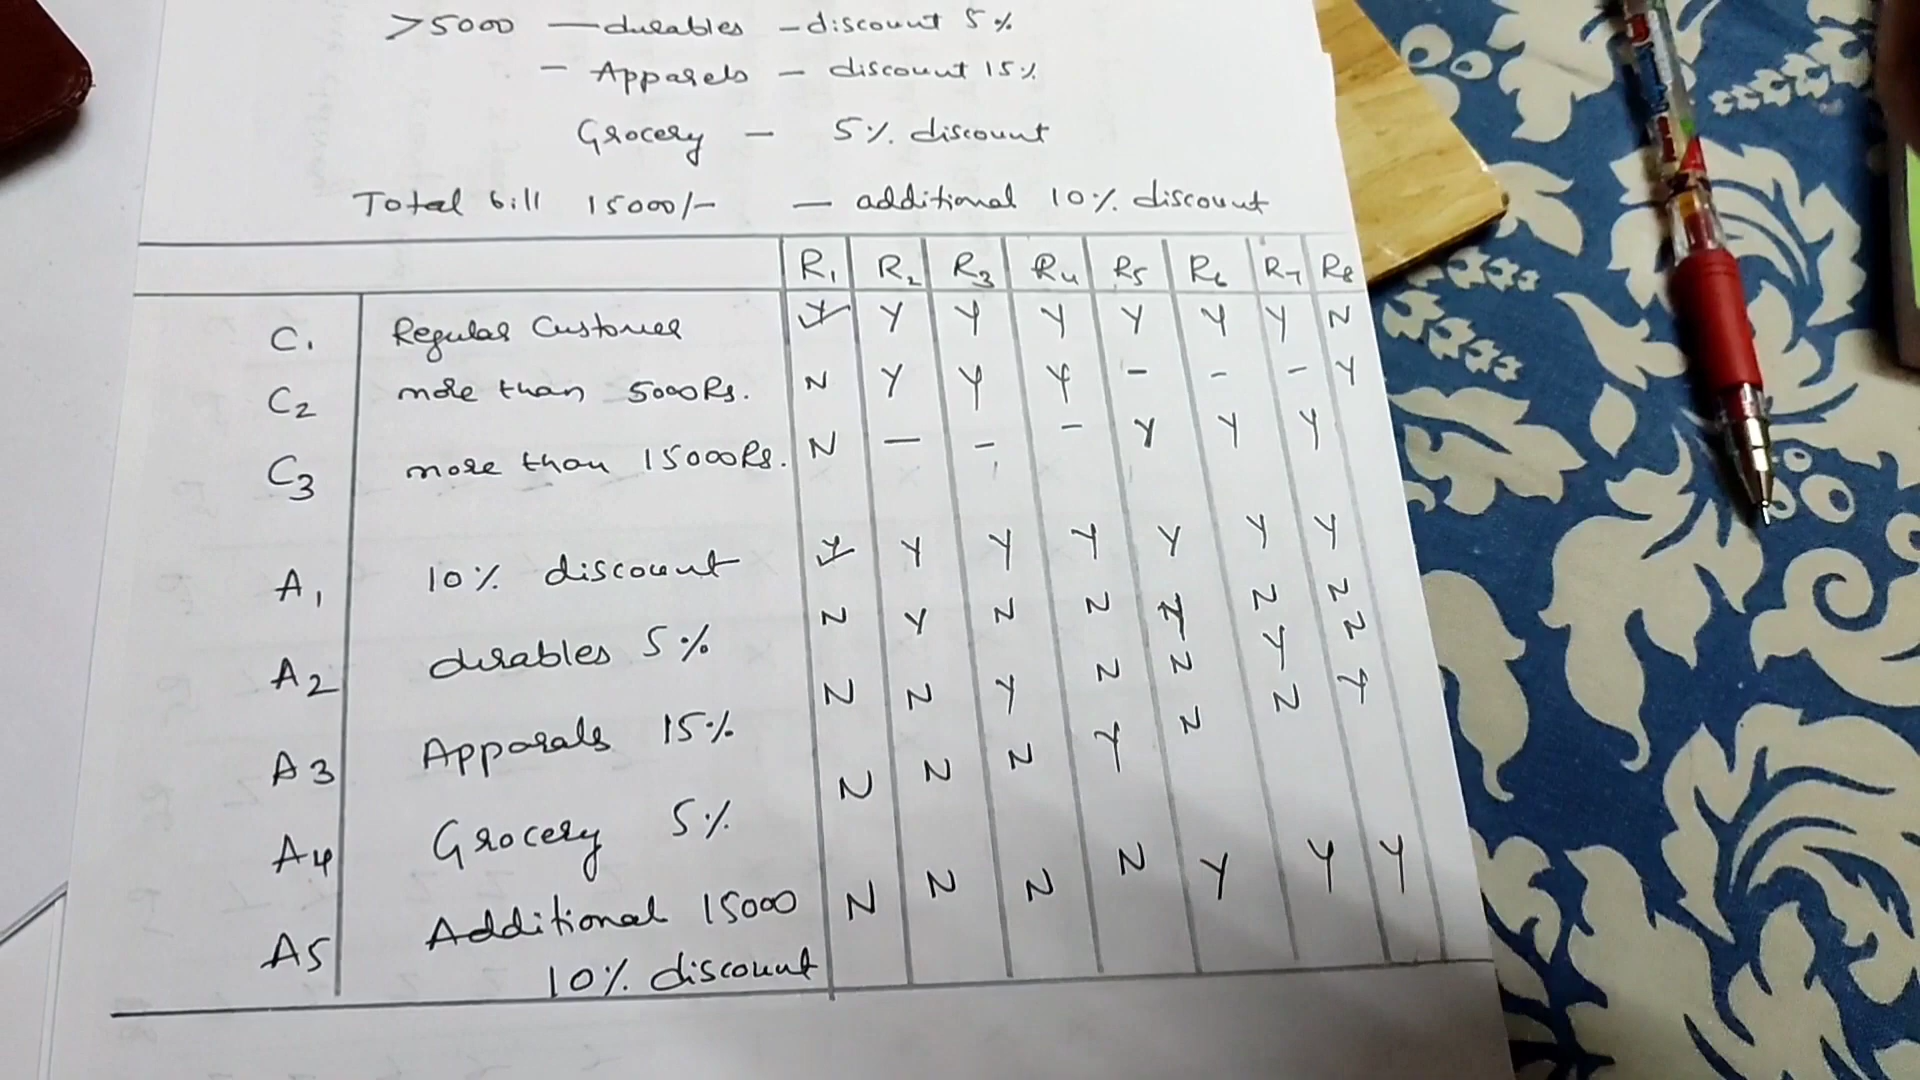 >5000 — durables - discount 5%
- Apparels - discount 15%
Grocery - 5% discount
Total bill 15000/- - additional 10% discount
R1 R2 R3 R4 R5 R6 R7 R8
C1 Regular Customer Y Y Y Y Y Y Y N
C2 more than 5000Rs. N Y Y Y - - - Y
C3 more than 15000Rs. N - - - Y Y Y
A1 10% discount Y Y Y Y Y Y Y
A2 durables 5% N Y N N Y N N
A3 Apparals 15% N N Y N N Y N
A4 Grocery 5% N N N Y N N Y
A5 Additional 15000 N N N N Y Y Y
10% discount